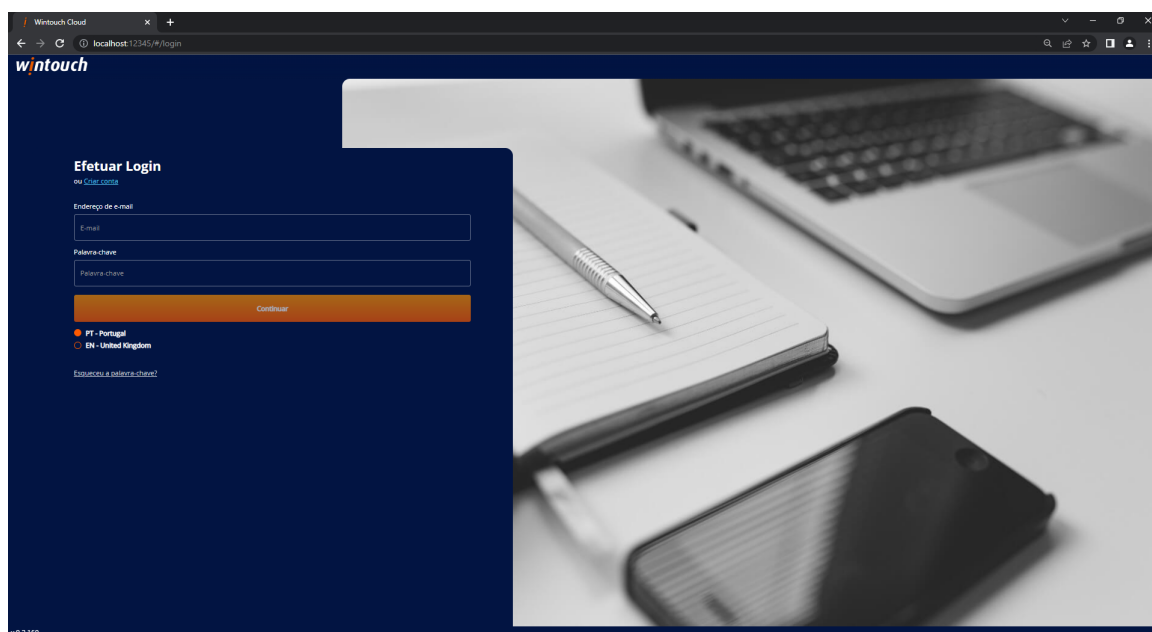 Wintouch Cloud
localhost:12345/#/login
wintouch
Efetuar Login
ou Criar conta
Endereço de e-mail
E-mail
Palavra-chave
Palavra-chave
Continuar
PT - Portugal
EN - United Kingdom
Esqueceu a palavra-chave?